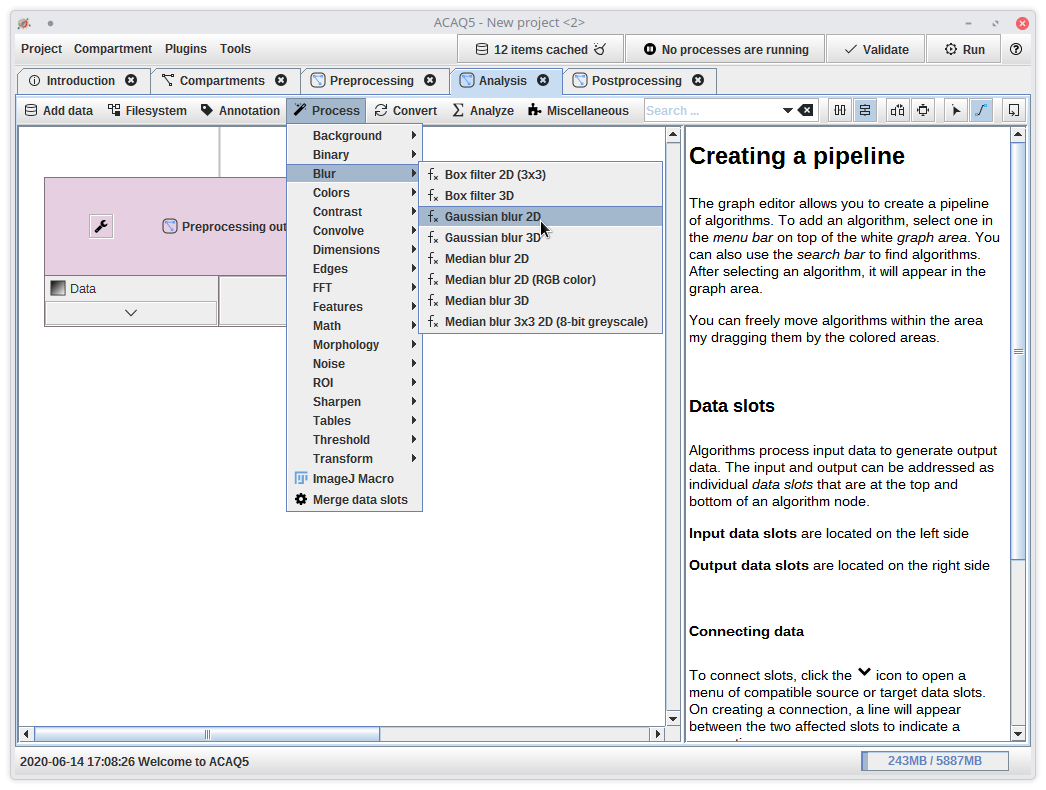 ACAQ5 - New project <2>
Project Compartment Plugins Tools 12 items cached No processes are running Validate Run
Introduction Compartments Preprocessing Analysis Postprocessing
Add data Filesystem Annotation Process Convert Analyze Miscellaneous Search ...
Preprocessing out
Data
Background
Binary
Blur
Colors
Contrast
Convolve
Dimensions
Edges
FFT
Features
Math
Morphology
Noise
ROI
Sharpen
Tables
Threshold
Transform
ImageJ Macro
Merge data slots
Box filter 2D (3x3)
Box filter 3D
Gaussian blur 2D
Gaussian blur 3D
Median blur 2D
Median blur 2D (RGB color)
Median blur 3D
Median blur 3x3 2D (8-bit greyscale)
Creating a pipeline
The graph editor allows you to create a pipeline
of algorithms. To add an algorithm, select one in
the menu bar on top of the white graph area. You
can also use the search bar to find algorithms.
After selecting an algorithm, it will appear in the
graph area.
You can freely move algorithms within the area
my dragging them by the colored areas.
Data slots
Algorithms process input data to generate output
data. The input and output can be addressed as
individual data slots that are at the top and
bottom of an algorithm node.
Input data slots are located on the left side
Output data slots are located on the right side
Connecting data
To connect slots, click the icon to open a
menu of compatible source or target data slots.
On creating a connection, a line will appear
between the two affected slots to indicate a
2020-06-14 17:08:26 Welcome to ACAQ5
243MB / 5887MB